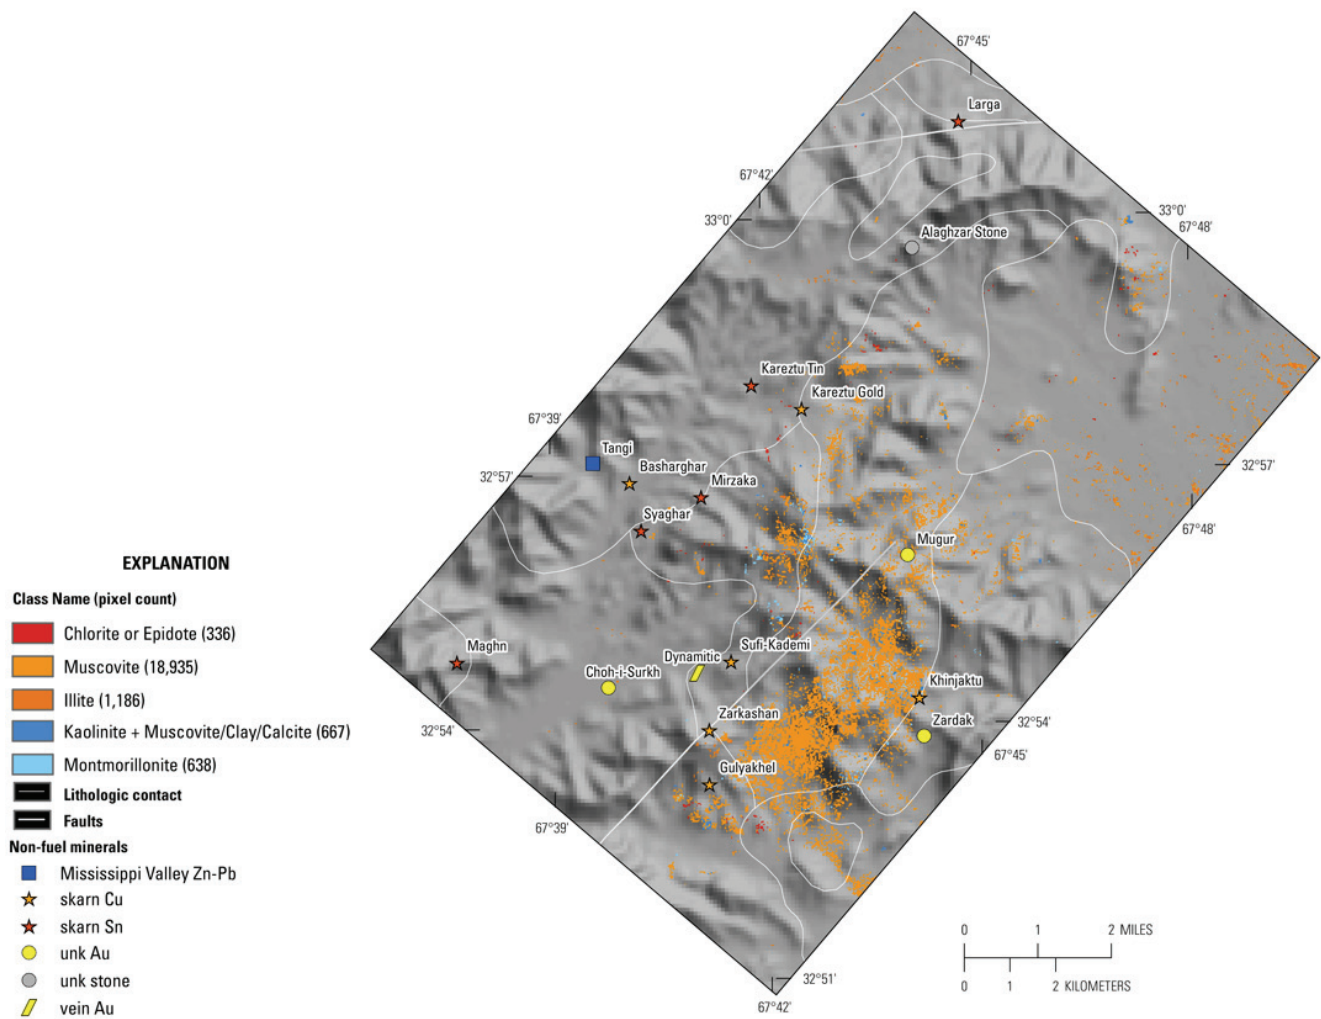 67°45'
Larga
67°42'
33°0'
33°0'
67°48'
Alaghzar Stone
Kareztu Tin
Kareztu Gold
67°39'
Tangi
Basharghar
Mirzaka
32°57'
32°57'
Syaghar
67°48'
Mugur
Maghn
Sufi-Kademi
Dynamitic
Choh-i-Surkh
Khinjaktu
Zarkashan
Zardak
32°54'
32°54'
67°45'
Gulyakhel
67°39'
32°51'
67°42'
EXPLANATION
Class Name (pixel count)
Chlorite or Epidote (336)
Muscovite (18,935)
Illite (1,186)
Kaolinite + Muscovite/Clay/Calcite (667)
Montmorillonite (638)
Lithologic contact
Faults
Non-fuel minerals
Mississippi Valley Zn-Pb
skarn Cu
skarn Sn
unk Au
unk stone
vein Au
0 1 2 MILES
0 1 2 KILOMETERS